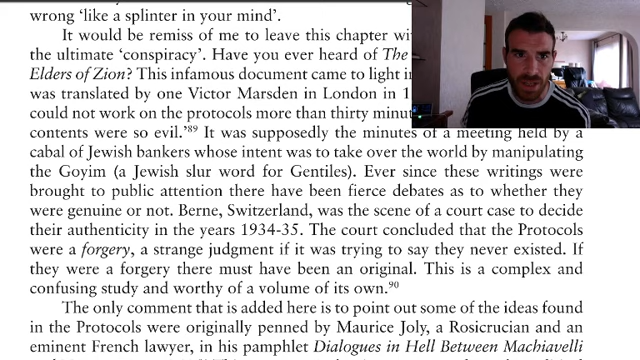 wrong 'like a splinter in your mind'.
It would be remiss of me to leave this chapter wi
the ultimate 'conspiracy'. Have you ever heard of The
Elders of Zion? This infamous document came to light in
was translated by one Victor Marsden in London in 1
could not work on the protocols more than thirty minut
contents were so evil.'89 It was supposedly the minutes of a meeting held by a
cabal of Jewish bankers whose intent was to take over the world by manipulating
the Goyim (a Jewish slur word for Gentiles). Ever since these writings were
brought to public attention there have been fierce debates as to whether they
were genuine or not. Berne, Switzerland, was the scene of a court case to decide
their authenticity in the years 1934-35. The court concluded that the Protocols
were a forgery, a strange judgment if it was trying to say they never existed. If
they were a forgery there must have been an original. This is a complex and
confusing study and worthy of a volume of its own.90
The only comment that is added here is to point out some of the ideas found
in the Protocols were originally penned by Maurice Joly, a Rosicrucian and an
eminent French lawyer, in his pamphlet Dialogues in Hell Between Machiavelli